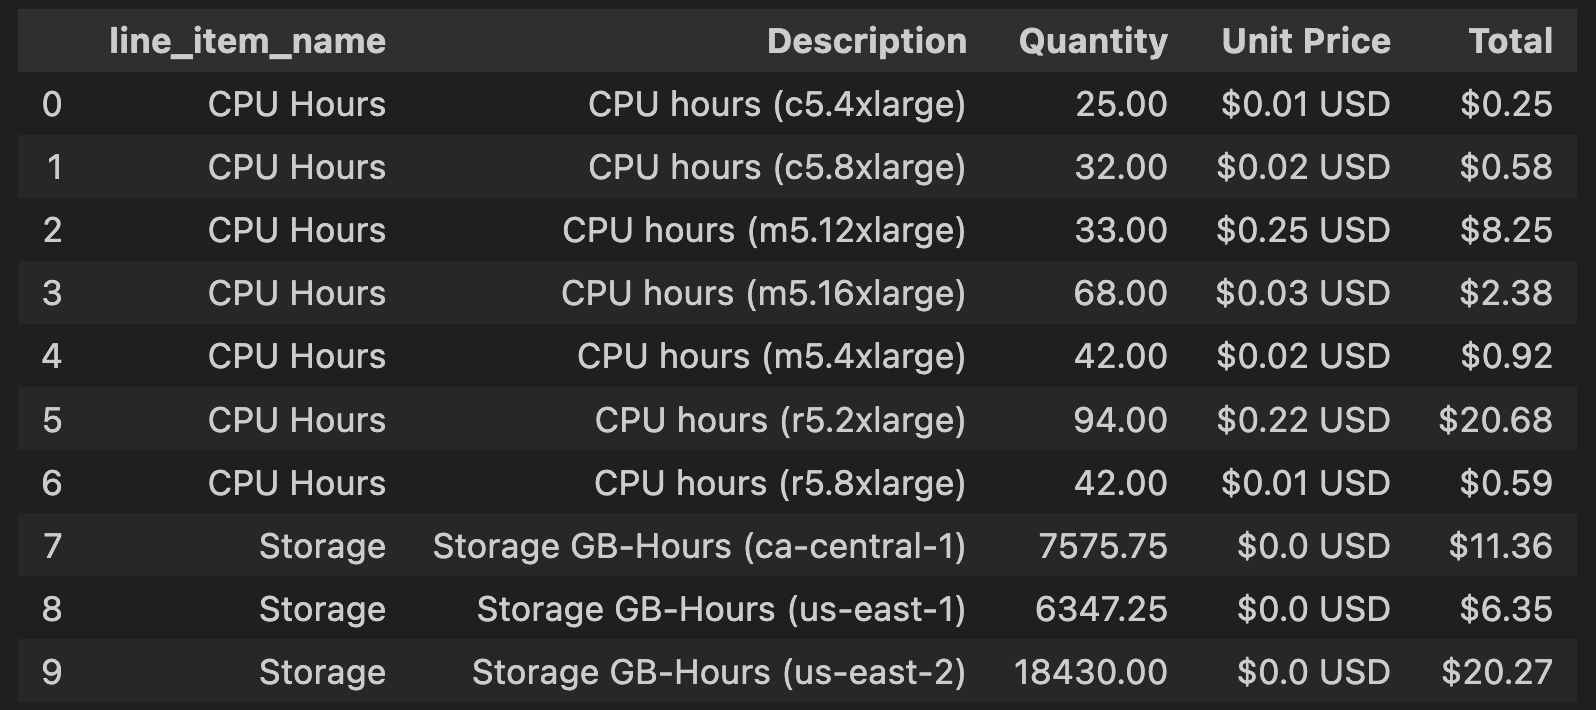 line_item_name Description Quantity Unit Price Total
0 CPU Hours CPU hours (c5.4xlarge) 25.00 $0.01 USD $0.25
1 CPU Hours CPU hours (c5.8xlarge) 32.00 $0.02 USD $0.58
2 CPU Hours CPU hours (m5.12xlarge) 33.00 $0.25 USD $8.25
3 CPU Hours CPU hours (m5.16xlarge) 68.00 $0.03 USD $2.38
4 CPU Hours CPU hours (m5.4xlarge) 42.00 $0.02 USD $0.92
5 CPU Hours CPU hours (r5.2xlarge) 94.00 $0.22 USD $20.68
6 CPU Hours CPU hours (r5.8xlarge) 42.00 $0.01 USD $0.59
7 Storage Storage GB-Hours (ca-central-1) 7575.75 $0.0 USD $11.36
8 Storage Storage GB-Hours (us-east-1) 6347.25 $0.0 USD $6.35
9 Storage Storage GB-Hours (us-east-2) 18430.00 $0.0 USD $20.27